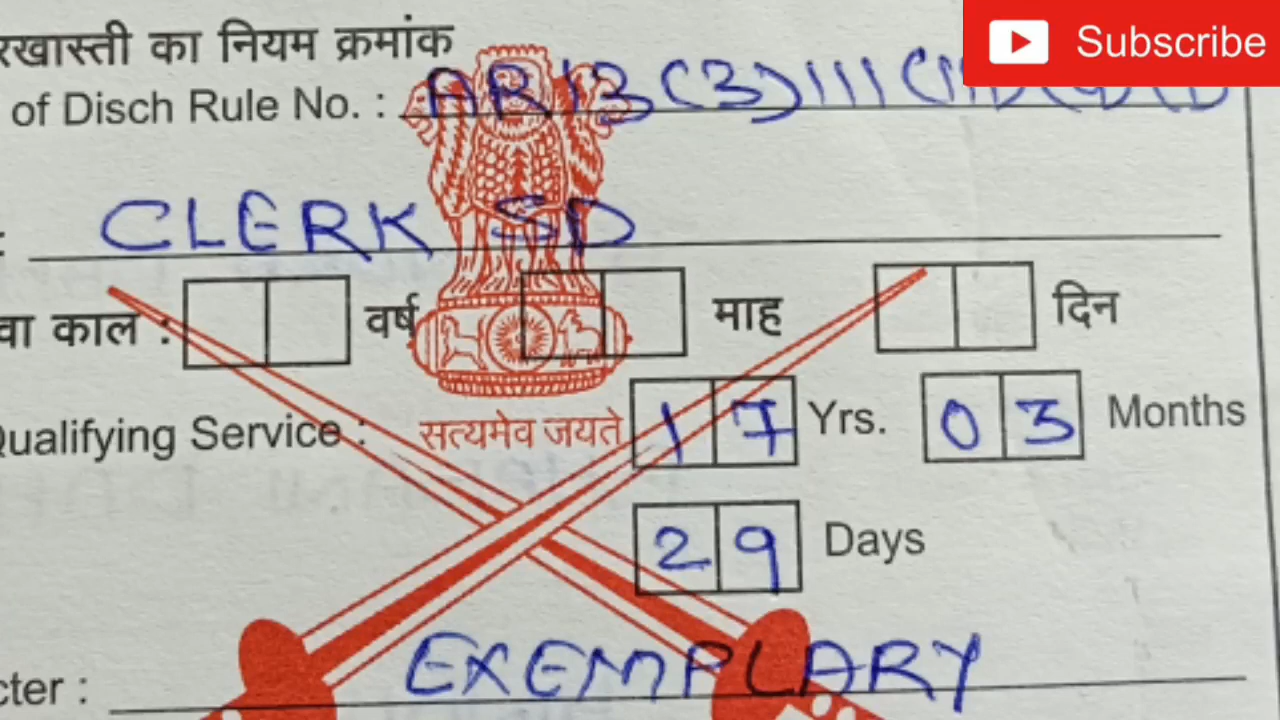 रखास्ती का नियम क्रमांक
Subscribe
of Disch Rule No. : AR 13 (3) III
CLERK SD
वा काल : वर्ष माह दिन
Qualifying Service : 17 Yrs. 03 Months
सत्यमेव जयते
29 Days
cter : EXEMPLARY